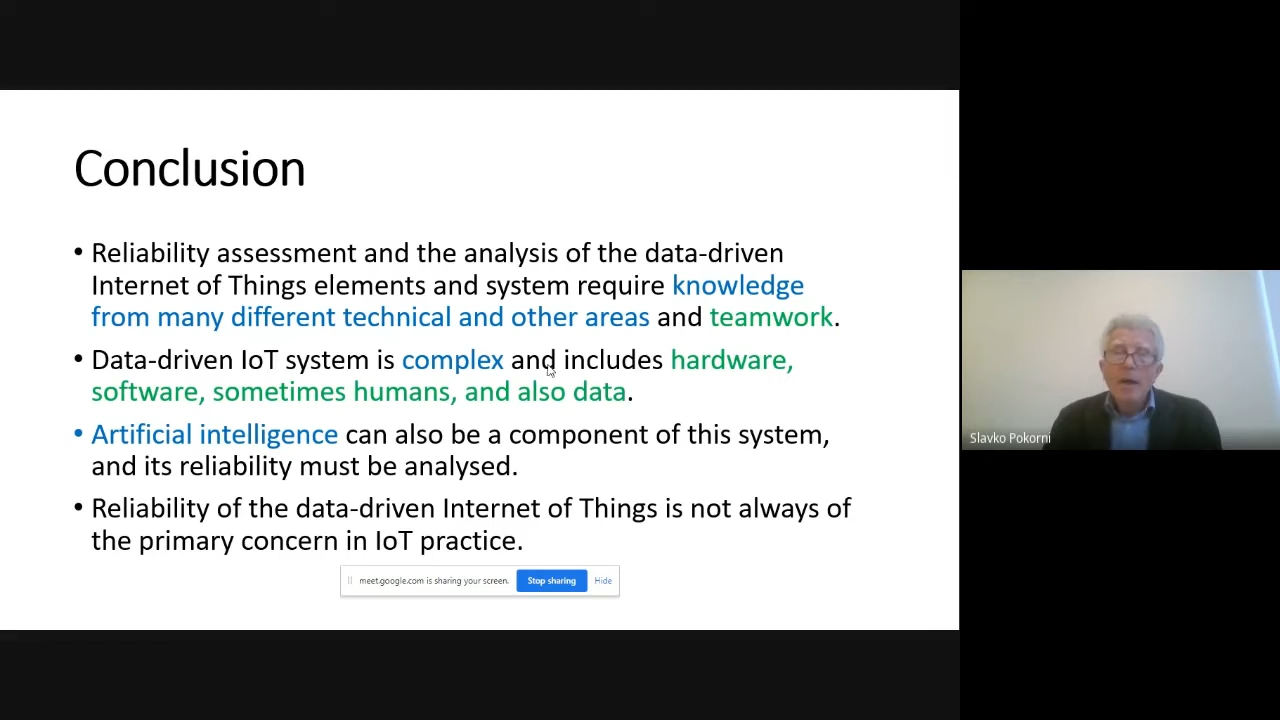 Conclusion
• Reliability assessment and the analysis of the data-driven
Internet of Things elements and system require knowledge
from many different technical and other areas and teamwork.
• Data-driven IoT system is complex and includes hardware,
software, sometimes humans, and also data.
• Artificial intelligence can also be a component of this system,
and its reliability must be analysed.
• Reliability of the data-driven Internet of Things is not always of
the primary concern in IoT practice.
meet.google.com is sharing your screen. Stop sharing Hide
Slavko Pokorni